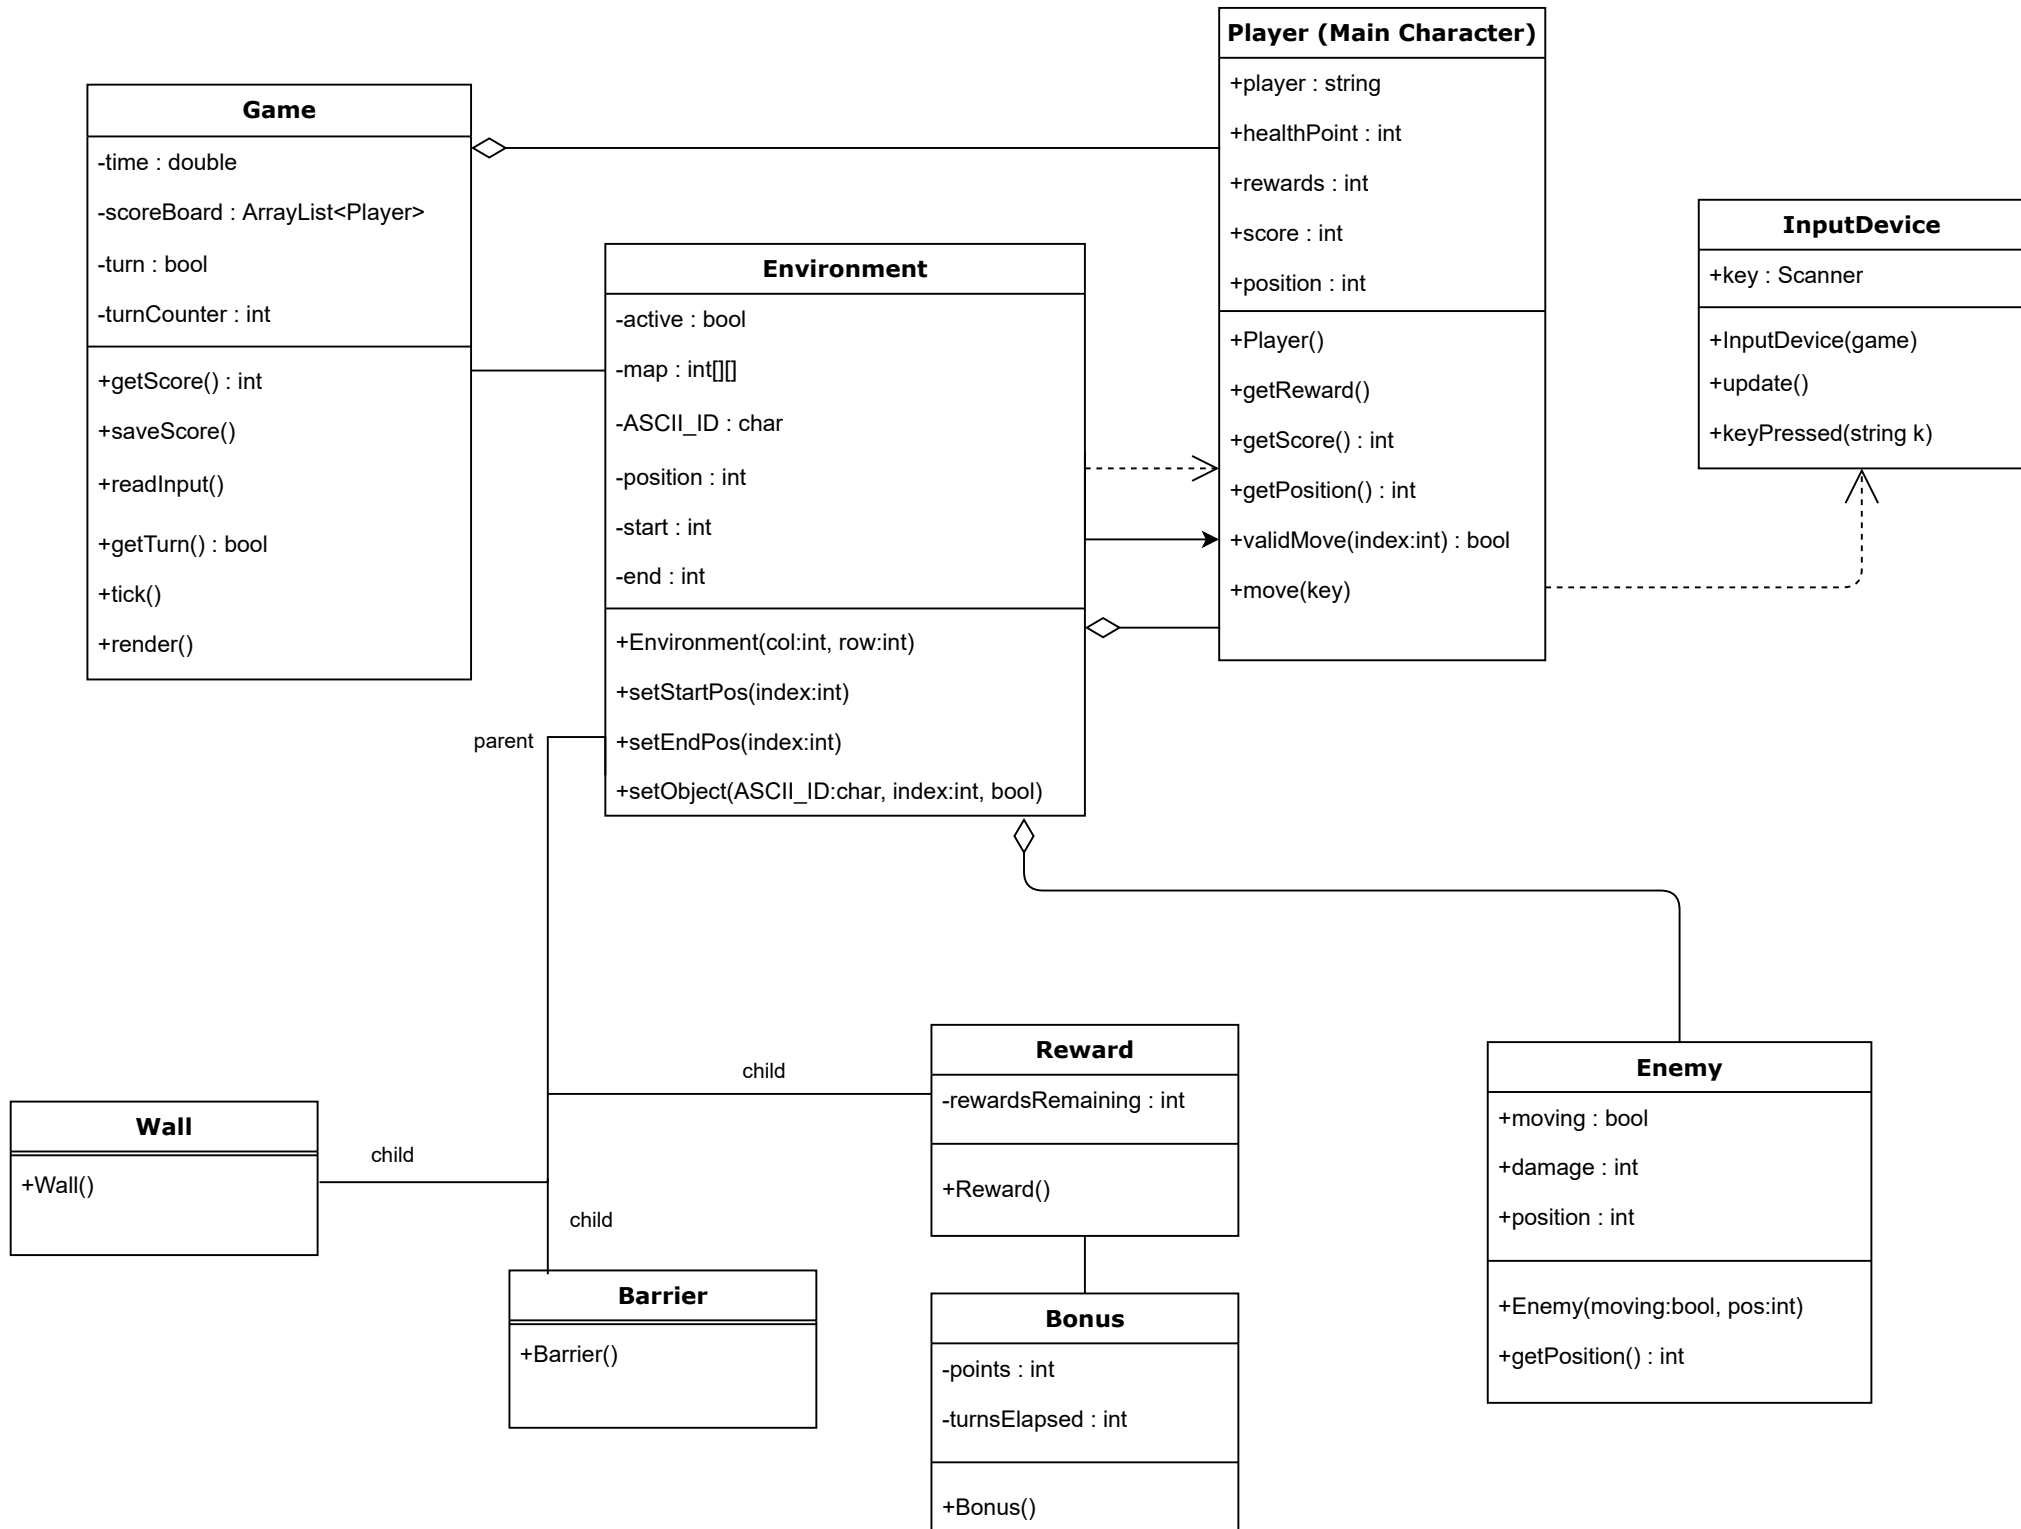 Player (Main Character)
+player : string
+healthPoint : int
+rewards : int
+score : int
+position : int
+Player()
+getReward()
+getScore() : int
+getPosition() : int
+validMove(index:int) : bool
+move(key)
Game
-time : double
-scoreBoard : ArrayList<Player>
-turn : bool
-turnCounter : int
+getScore() : int
+saveScore()
+readInput()
+getTurn() : bool
+tick()
+render()
InputDevice
+key : Scanner
+InputDevice(game)
+update()
+keyPressed(string k)
Environment
-active : bool
-map : int[][]
-ASCII_ID : char
-position : int
-start : int
-end : int
+Environment(col:int, row:int)
+setStartPos(index:int)
+setEndPos(index:int)
+setObject(ASCII_ID:char, index:int, bool)
parent
child
child
child
Wall
+Wall()
Barrier
+Barrier()
Reward
-rewardsRemaining : int
+Reward()
Bonus
-points : int
-turnsElapsed : int
+Bonus()
Enemy
+moving : bool
+damage : int
+position : int
+Enemy(moving:bool, pos:int)
+getPosition() : int